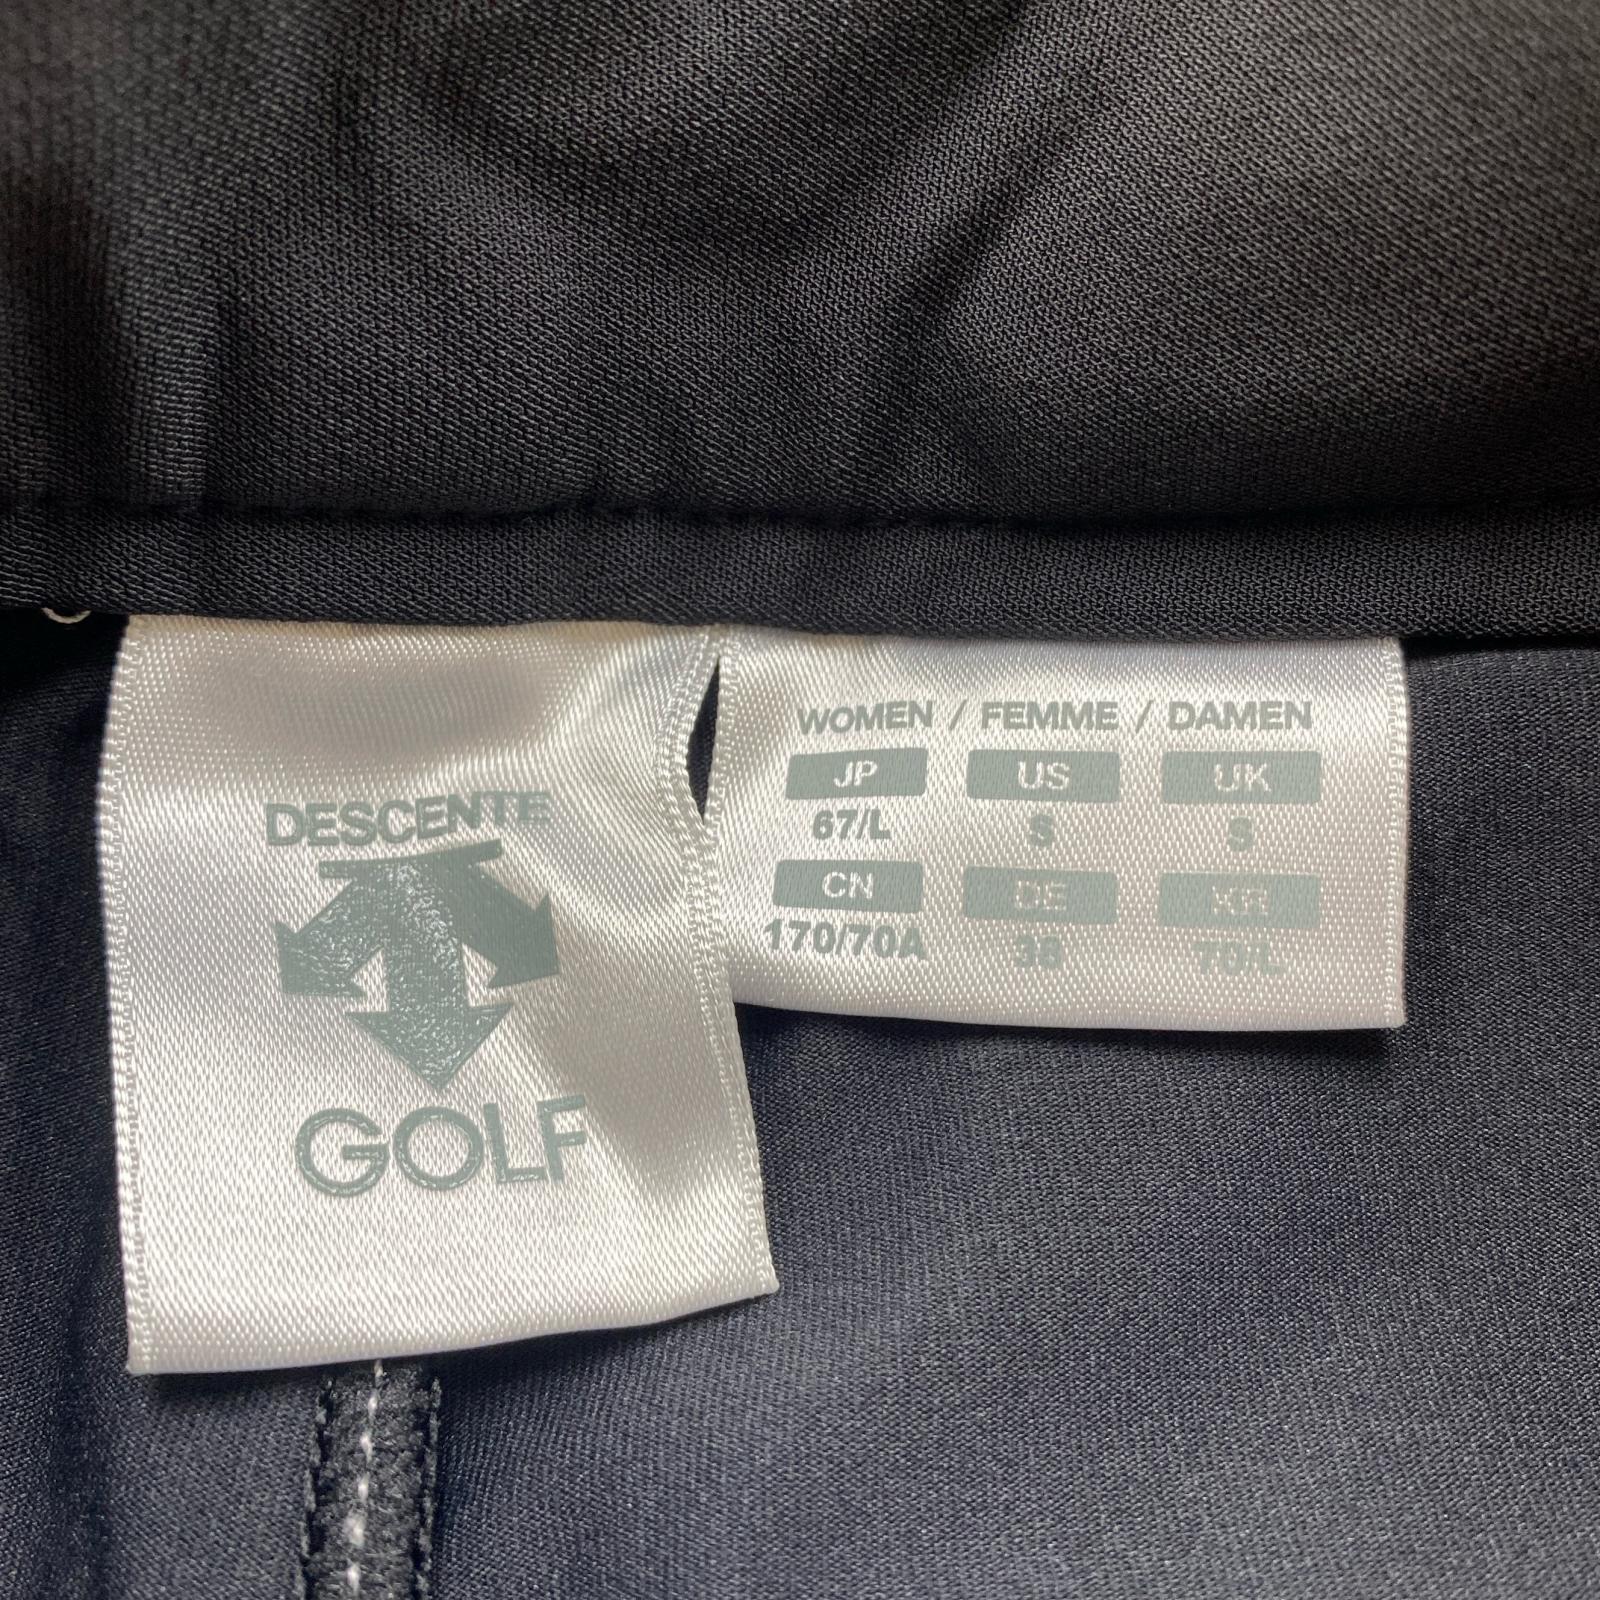 DESCENTE
GOLF
WOMEN / FEMME / DAMEN
JP US UK
67/L S S
CN DE KR
170/70A 38 70/L